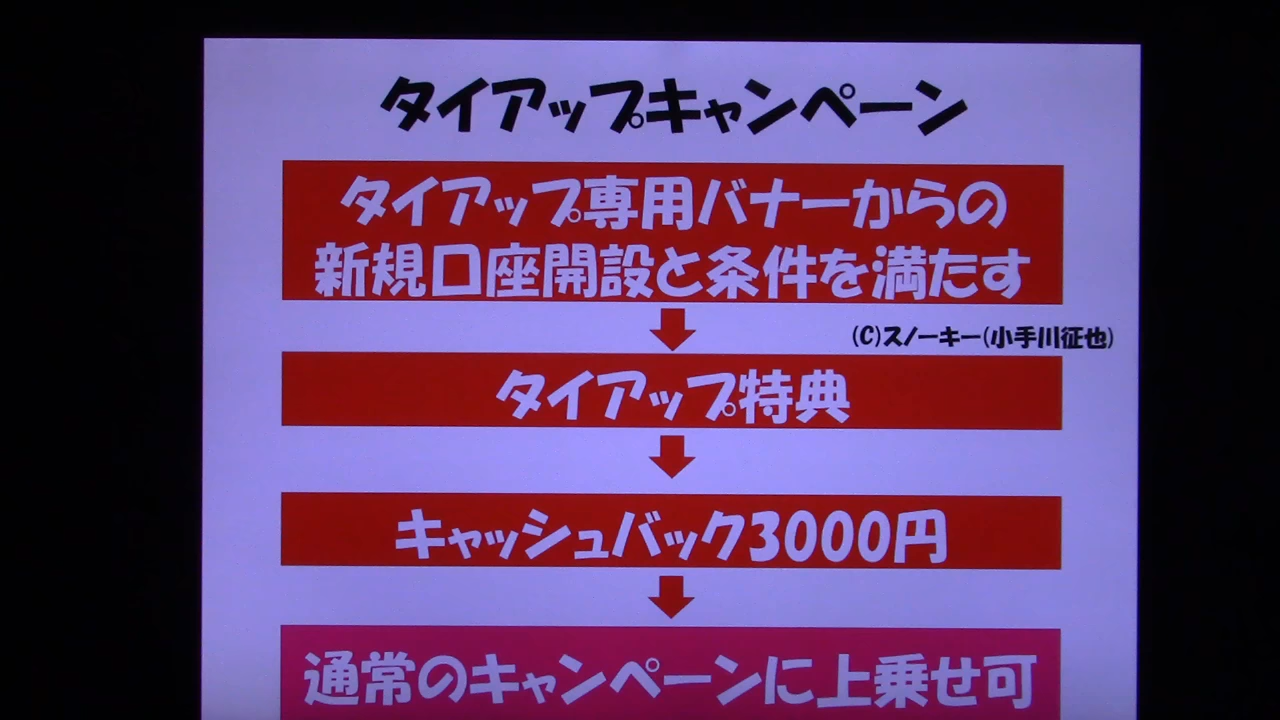 タイアップキャンペーン
タイアップ専用バナーからの
新規口座開設と条件を満たす
(C)スノーキー(小手川征也)
タイアップ特典
キャッシュバック3000円
通常のキャンペーンに上乗せ可